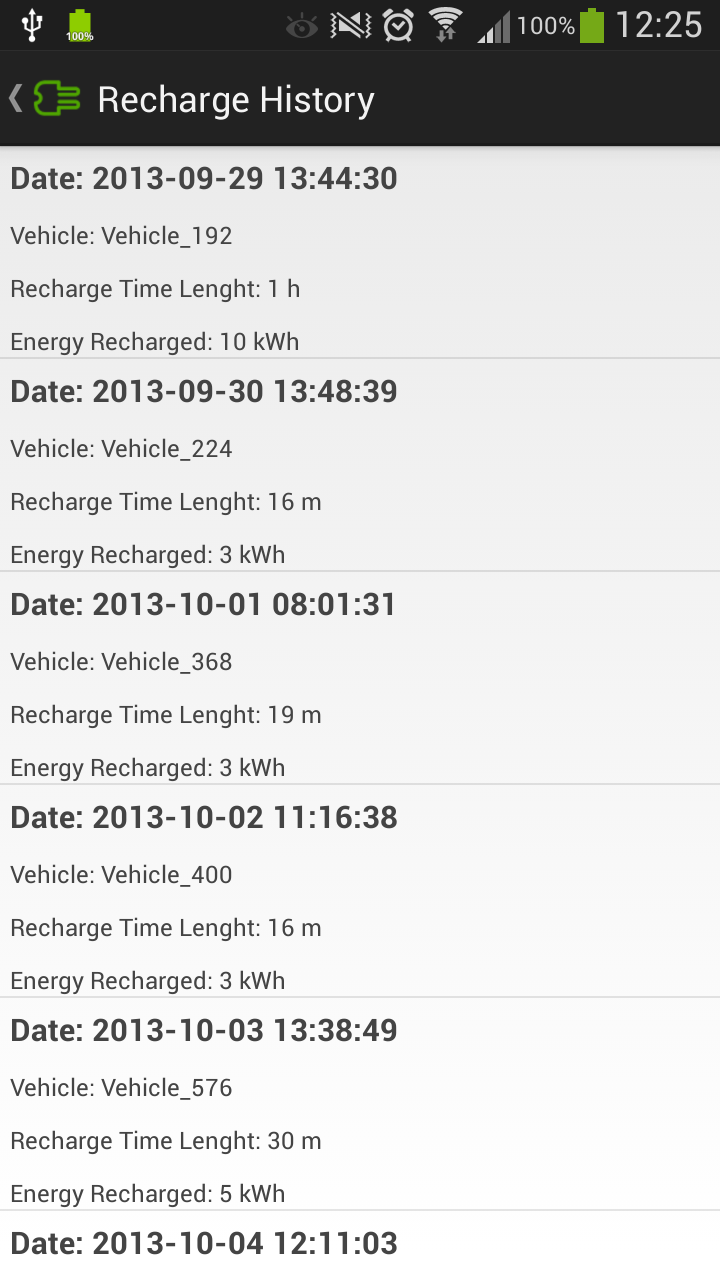 100%
100%
12:25
Recharge History
Date: 2013-09-29 13:44:30
Vehicle: Vehicle_192
Recharge Time Lenght: 1 h
Energy Recharged: 10 kWh
Date: 2013-09-30 13:48:39
Vehicle: Vehicle_224
Recharge Time Lenght: 16 m
Energy Recharged: 3 kWh
Date: 2013-10-01 08:01:31
Vehicle: Vehicle_368
Recharge Time Lenght: 19 m
Energy Recharged: 3 kWh
Date: 2013-10-02 11:16:38
Vehicle: Vehicle_400
Recharge Time Lenght: 16 m
Energy Recharged: 3 kWh
Date: 2013-10-03 13:38:49
Vehicle: Vehicle_576
Recharge Time Lenght: 30 m
Energy Recharged: 5 kWh
Date: 2013-10-04 12:11:03